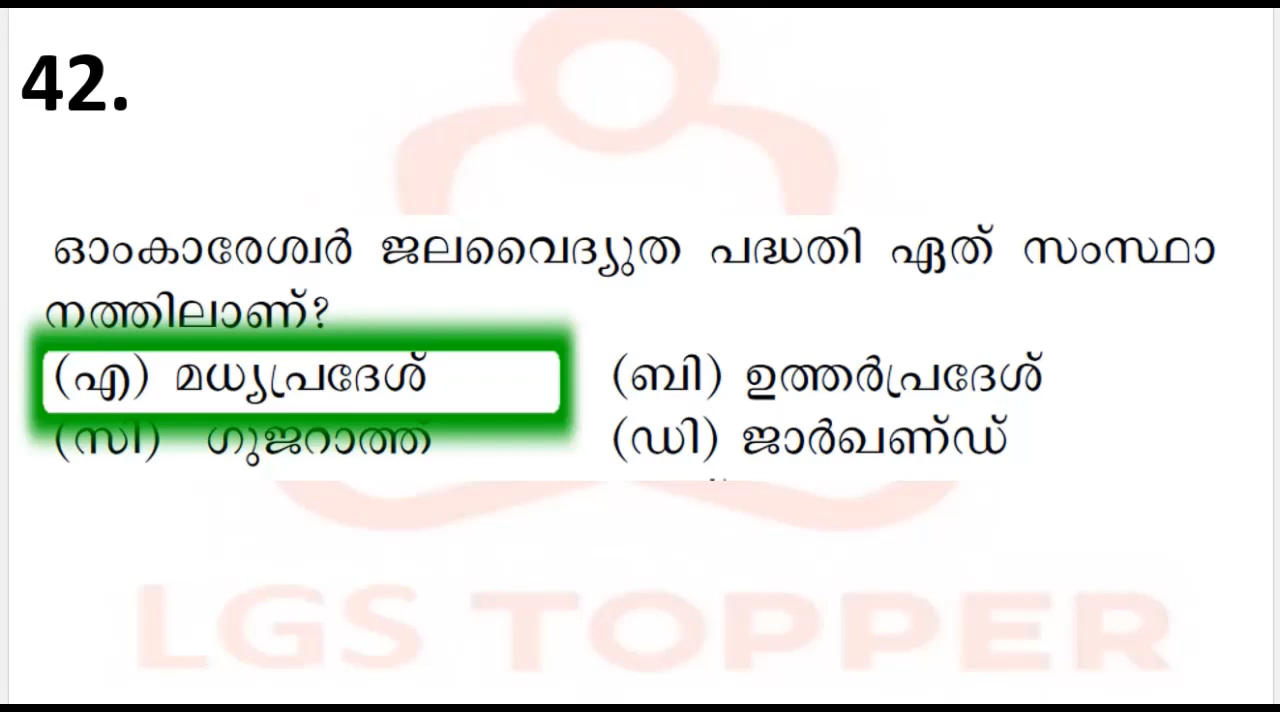 42.
ഓംകാരേശ്വർ ജലവൈദ്യുത പദ്ധതി ഏത് സംസ്ഥാ
നത്തിലാണ്?
(എ) മധ്യപ്രദേശ് (ബി) ഉത്തർപ്രദേശ്
(സി) ഗുജറാത്ത് (ഡി) ജാർഖണ്ഡ്
LGS TOPPER